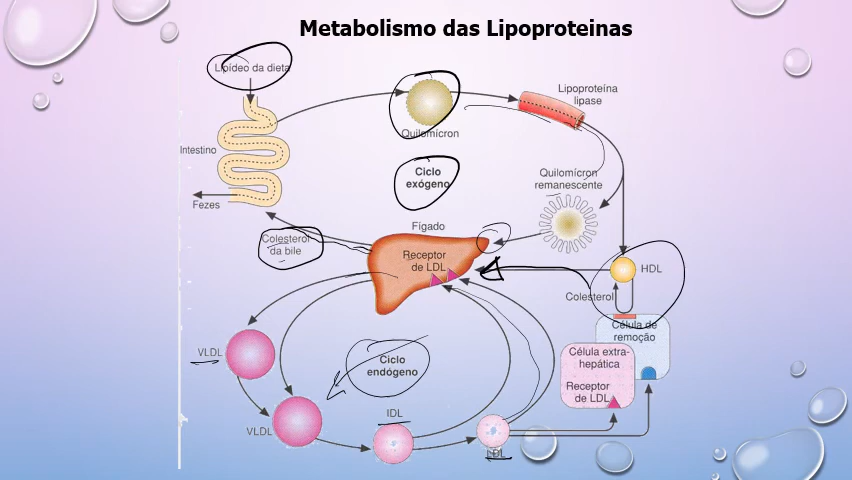 Metabolismo das Lipoproteinas
Lipídeo da dieta
Lipoproteína
lipase
Quilomícron
Intestino
Ciclo
exógeno
Quilomícron
remanescente
Fezes
Fígado
Colesterol
da bile
Receptor
de LDL
HDL
Colesterol
Célula de
remoção
VLDL
Célula extra-
hepática
Ciclo
endógeno
Receptor
de LDL
IDL
VLDL
LDL